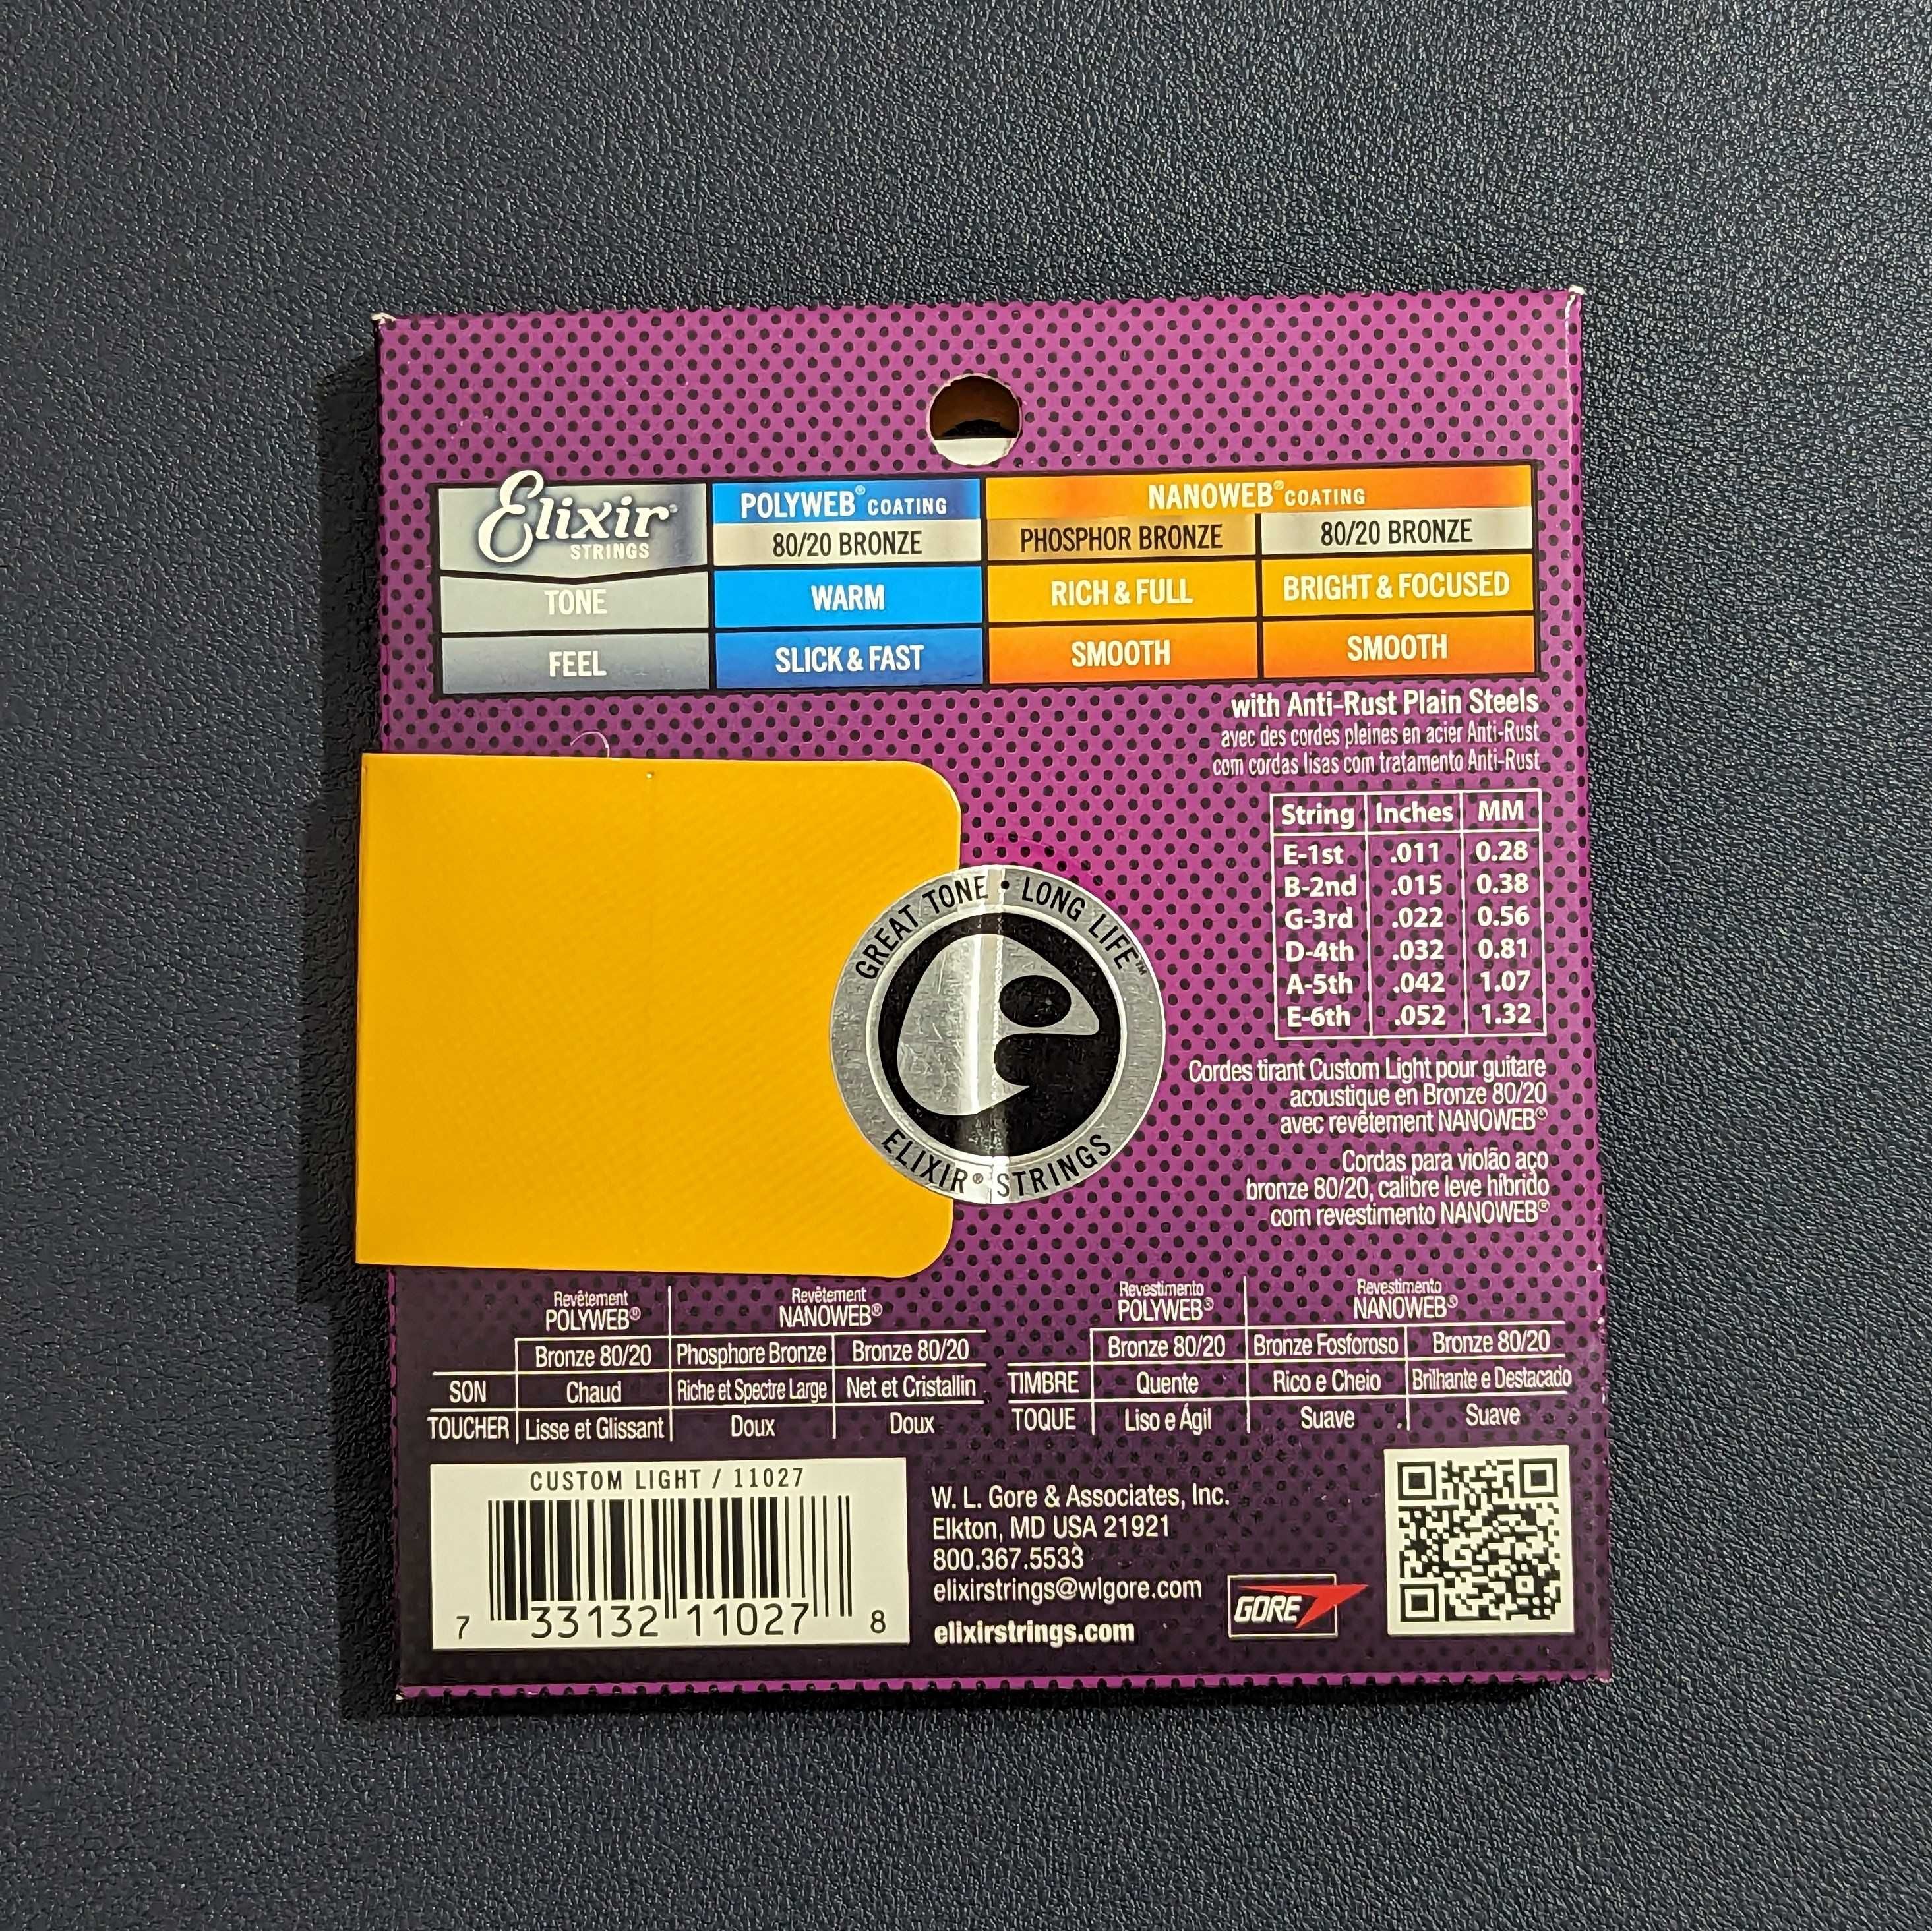 Elixir®
STRINGS
POLYWEB® COATING
NANOWEB® COATING
80/20 BRONZE
PHOSPHOR BRONZE
80/20 BRONZE
TONE
WARM
RICH & FULL
BRIGHT & FOCUSED
FEEL
SLICK & FAST
SMOOTH
SMOOTH
with Anti-Rust Plain Steels
avec des cordes pleines en acier Anti-Rust
com cordas lisas com tratamento Anti-Rust
String Inches MM
E-1st .011 0.28
B-2nd .015 0.38
G-3rd .022 0.56
D-4th .032 0.81
A-5th .042 1.07
E-6th .052 1.32
GREAT TONE • LONG LIFE™
ELIXIR® STRINGS
Cordes tirant Custom Light pour guitare
acoustique en Bronze 80/20
avec revêtement NANOWEB®
Cordas para violão aço
bronze 80/20, calibre leve híbrido
com revestimento NANOWEB®
Revêtement
POLYWEB®
Revêtement
NANOWEB®
Bronze 80/20 Phosphore Bronze Bronze 80/20
SON Chaud Riche et Spectre Large Net et Cristallin
TOUCHER Lisse et Glissant Doux Doux
Revestimento
POLYWEB®
Revestimento
NANOWEB®
Bronze 80/20 Bronze Fosforoso Bronze 80/20
TIMBRE Quente Rico e Cheio Brilhante e Destacado
TOQUE Liso e Ágil Suave Suave
CUSTOM LIGHT / 11027
7 33132 11027 8
W. L. Gore & Associates, Inc.
Elkton, MD USA 21921
800.367.5533
elixirstrings@wlgore.com
elixirstrings.com
GORE